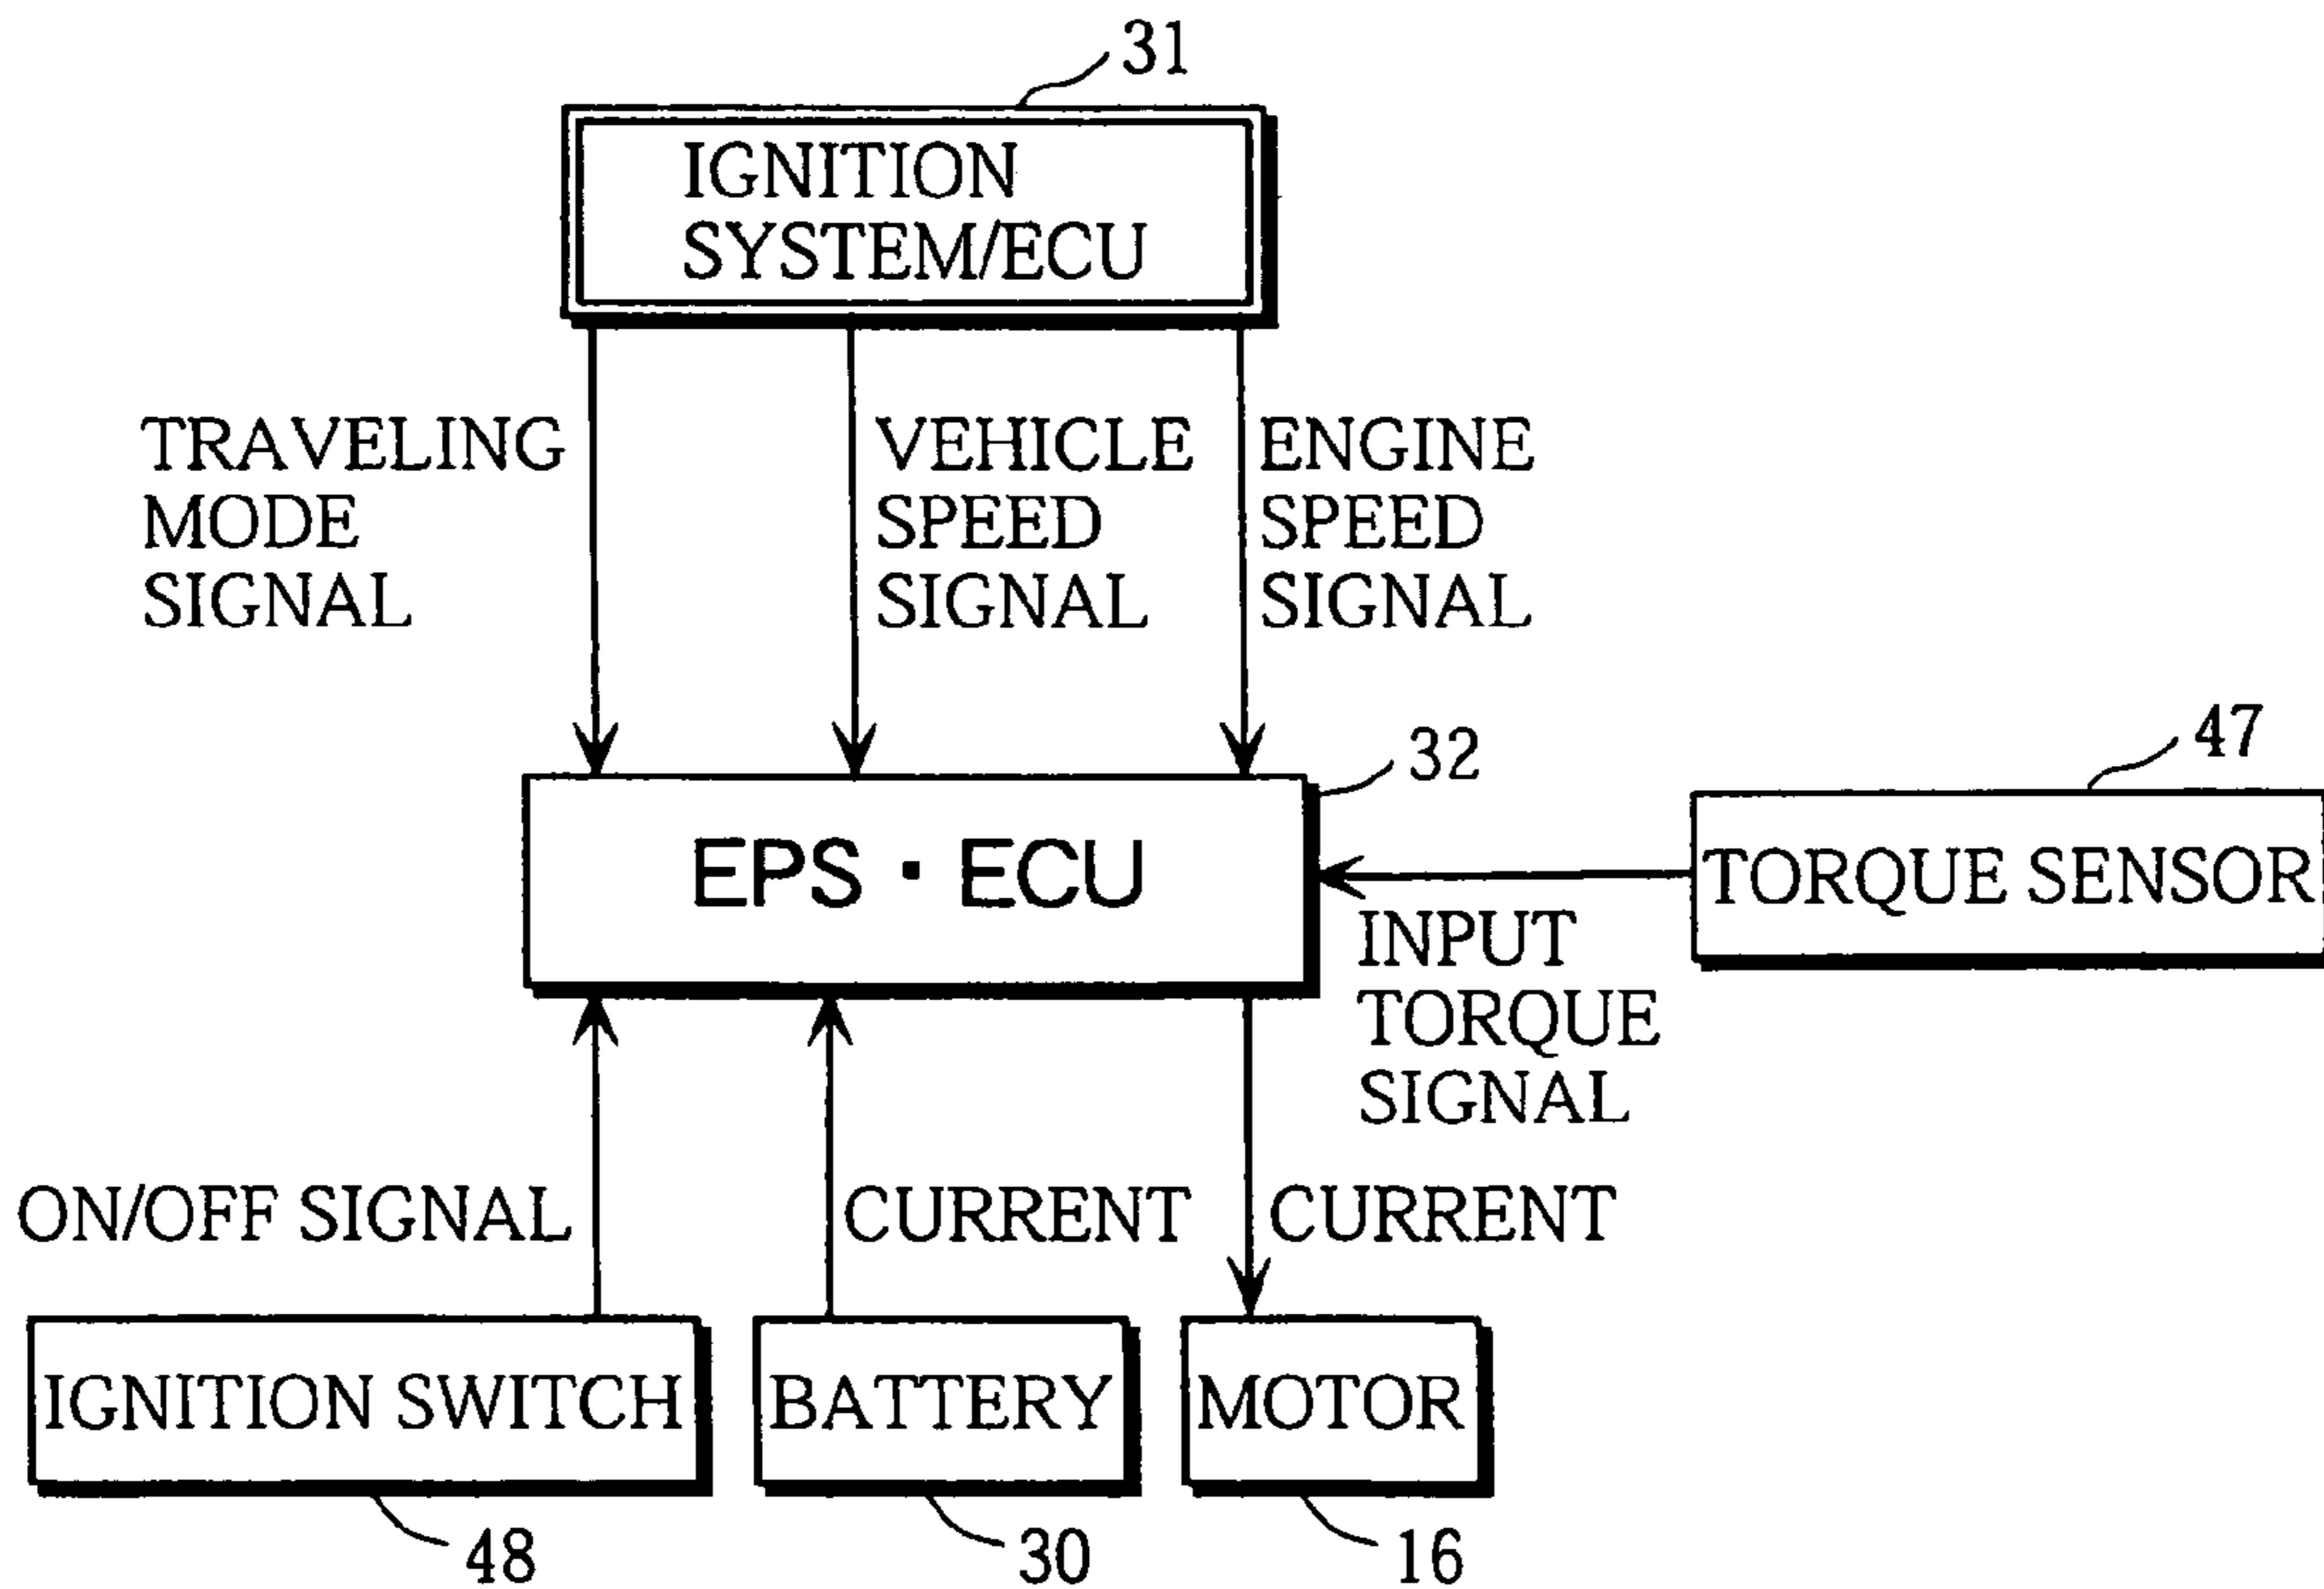 31
IGNITION
SYSTEM/ECU
TRAVELING
MODE
SIGNAL
VEHICLE
SPEED
SIGNAL
ENGINE
SPEED
SIGNAL
32
47
EPS · ECU
TORQUE SENSOR
INPUT
TORQUE
SIGNAL
ON/OFF SIGNAL
CURRENT
CURRENT
IGNITION SWITCH
BATTERY
MOTOR
48
30
16